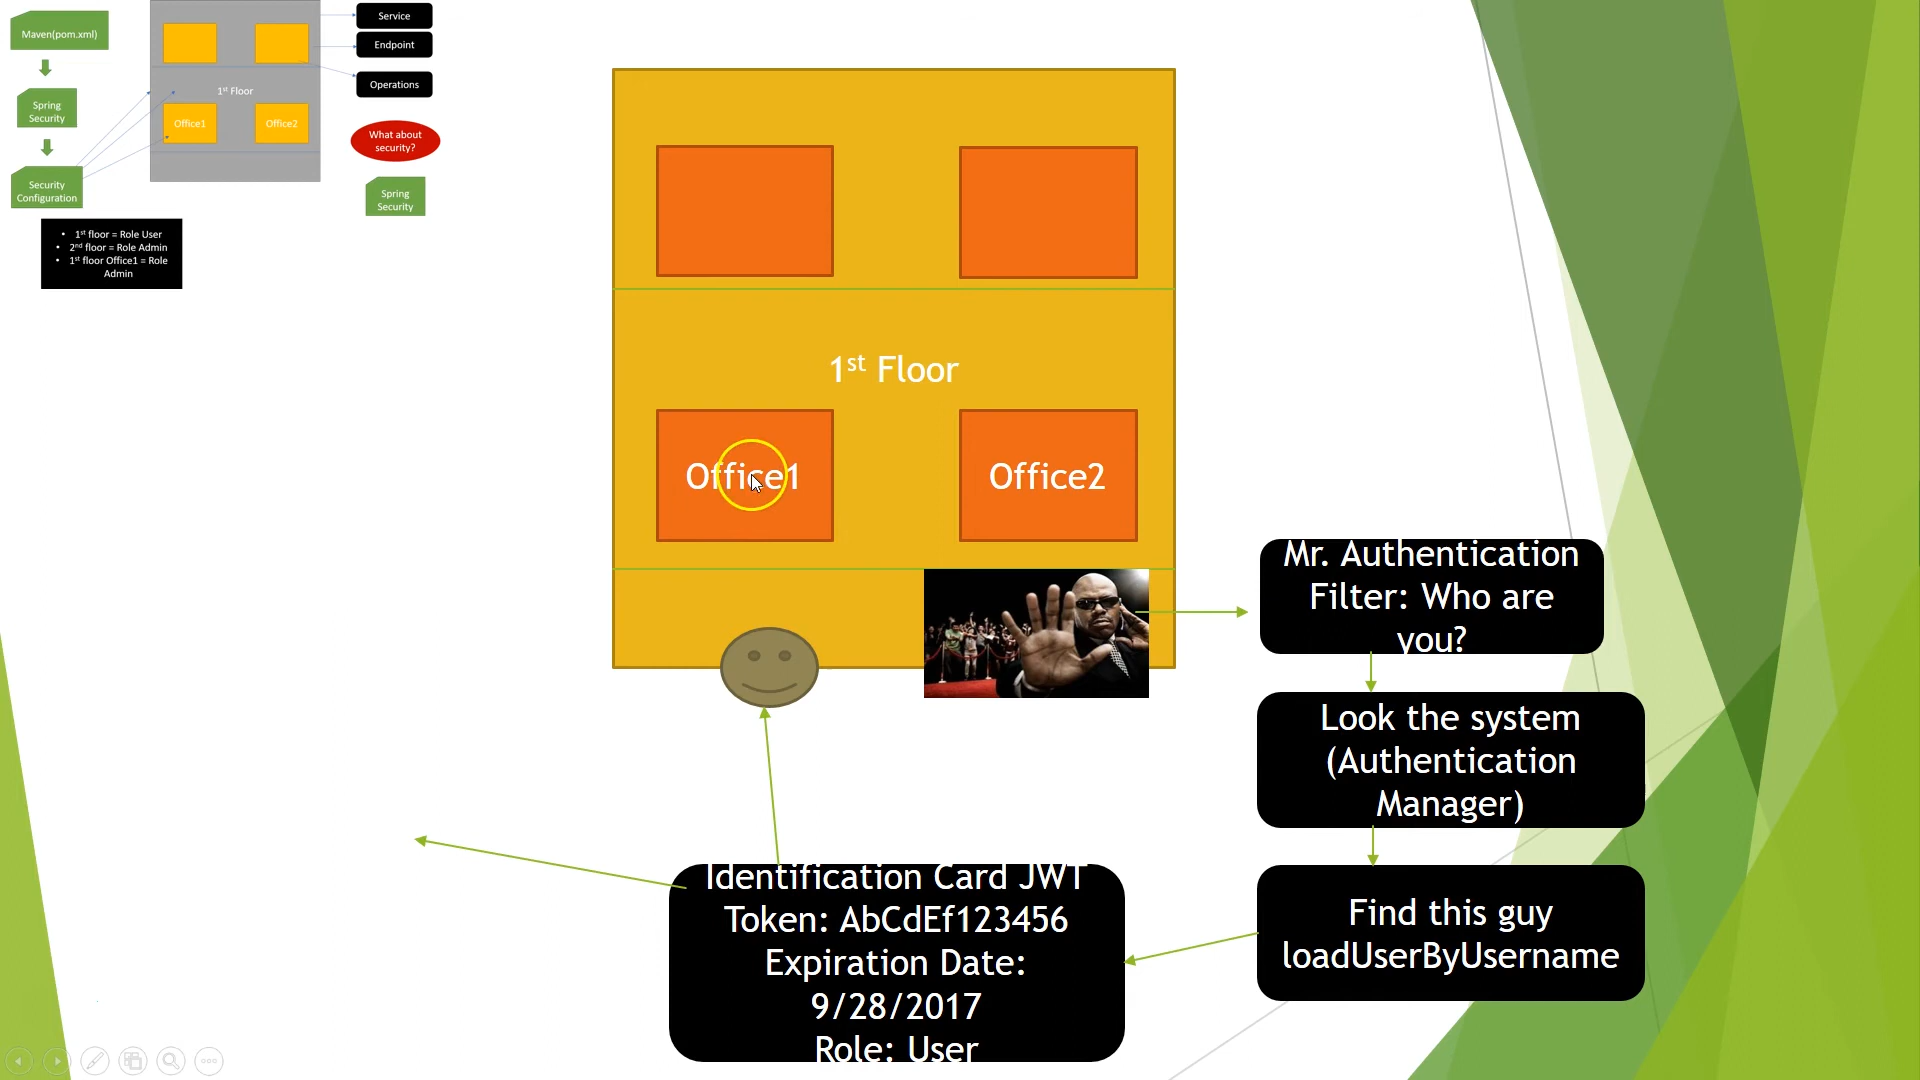 Maven(pom.xml)
Spring
Security
Security
Configuration
1st Floor
Office1
Office2
Service
Endpoint
Operations
What about
security?
Spring
Security
• 1st floor = Role User
• 2nd floor = Role Admin
• 1st floor Office1 = Role
Admin
1st Floor
Office1
Office2
Mr. Authentication
Filter: Who are
you?
Look the system
(Authentication
Manager)
Find this guy
loadUserByUsername
Identification Card JWT
Token: AbCdEf123456
Expiration Date:
9/28/2017
Role: User